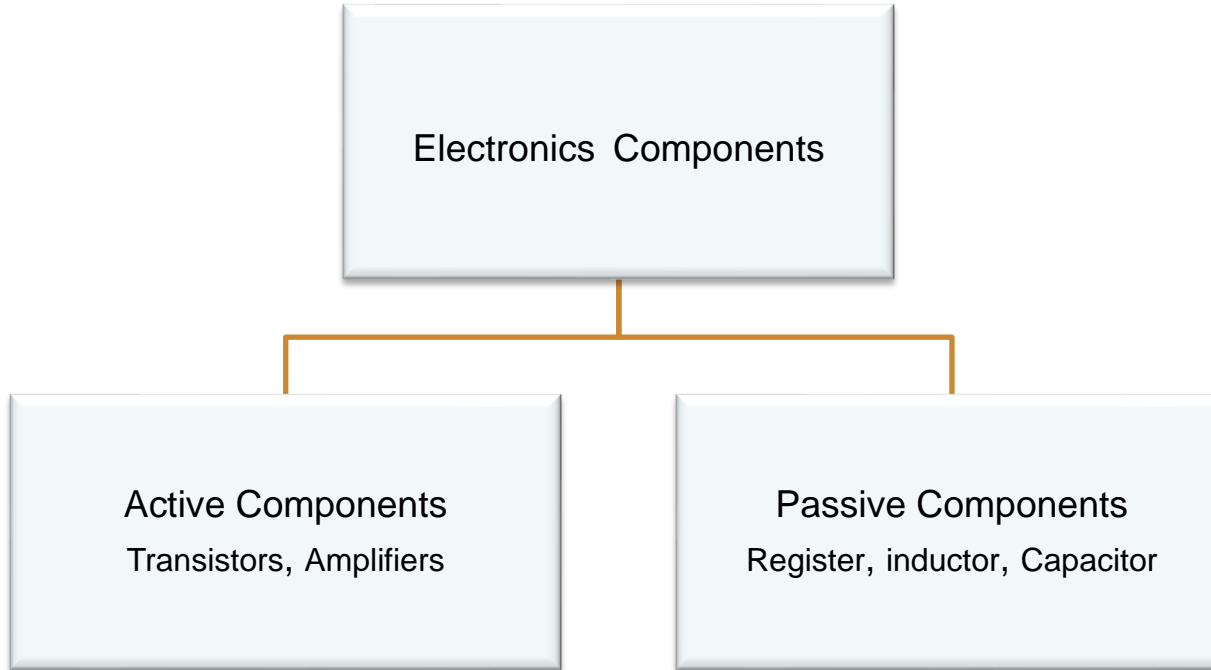 Electronics Components
Active Components
Transistors, Amplifiers
Passive Components
Register, inductor, Capacitor